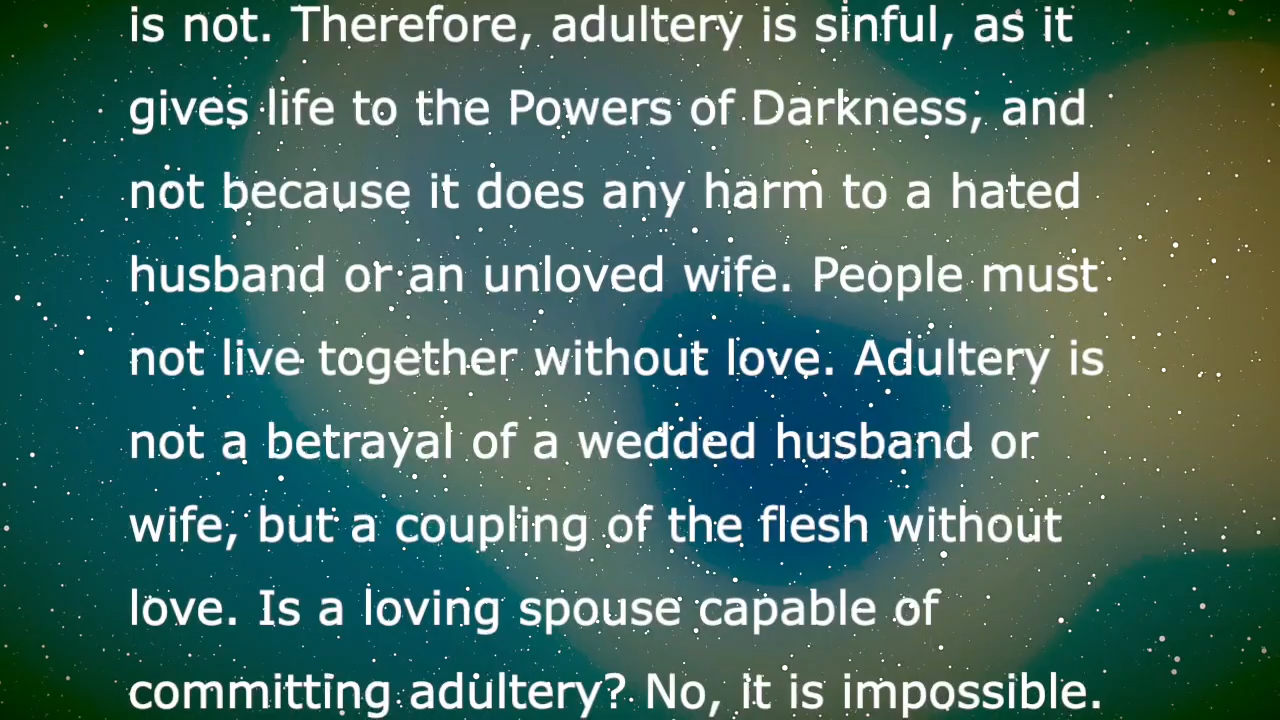 is not. Therefore, adultery is sinful, as it
gives life to the Powers of Darkness, and
not because it does any harm to a hated
husband or an unloved wife. People must
not live together without love. Adultery is
not a betrayal of a wedded husband or
wife, but a coupling of the flesh without
love. Is a loving spouse capable of
committing adultery? No, it is impossible.